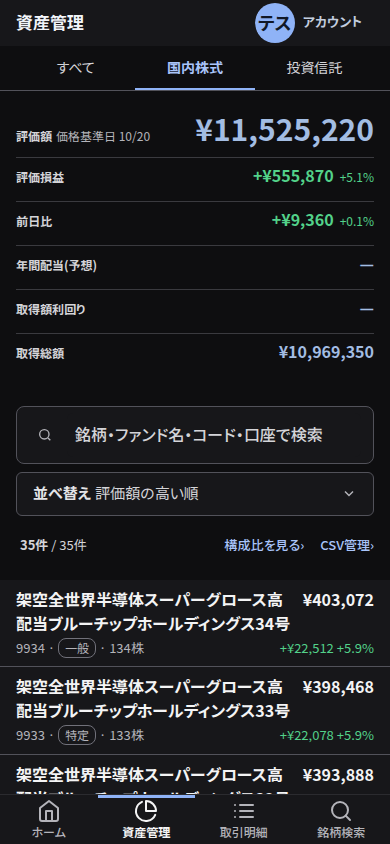 資産管理
テス アカウント
すべて 国内株式 投資信託
評価額 価格基準日 10/20 ¥11,525,220
評価損益 +¥555,870 +5.1%
前日比 +¥9,360 +0.1%
年間配当(予想) —
取得額利回り —
取得総額 ¥10,969,350
銘柄・ファンド名・コード・口座で検索
並べ替え 評価額の高い順
35件 / 35件 構成比を見る› CSV管理›
架空全世界半導体スーパーグロース高 ¥403,072
配当ブルーチップホールディングス34号
9934 · 一般 · 134株 +¥22,512 +5.9%
架空全世界半導体スーパーグロース高 ¥398,468
配当ブルーチップホールディングス33号
9933 · 特定 · 133株 +¥22,078 +5.9%
架空全世界半導体スーパーグロース高 ¥393,888
ホーム 資産管理 取引明細 銘柄検索